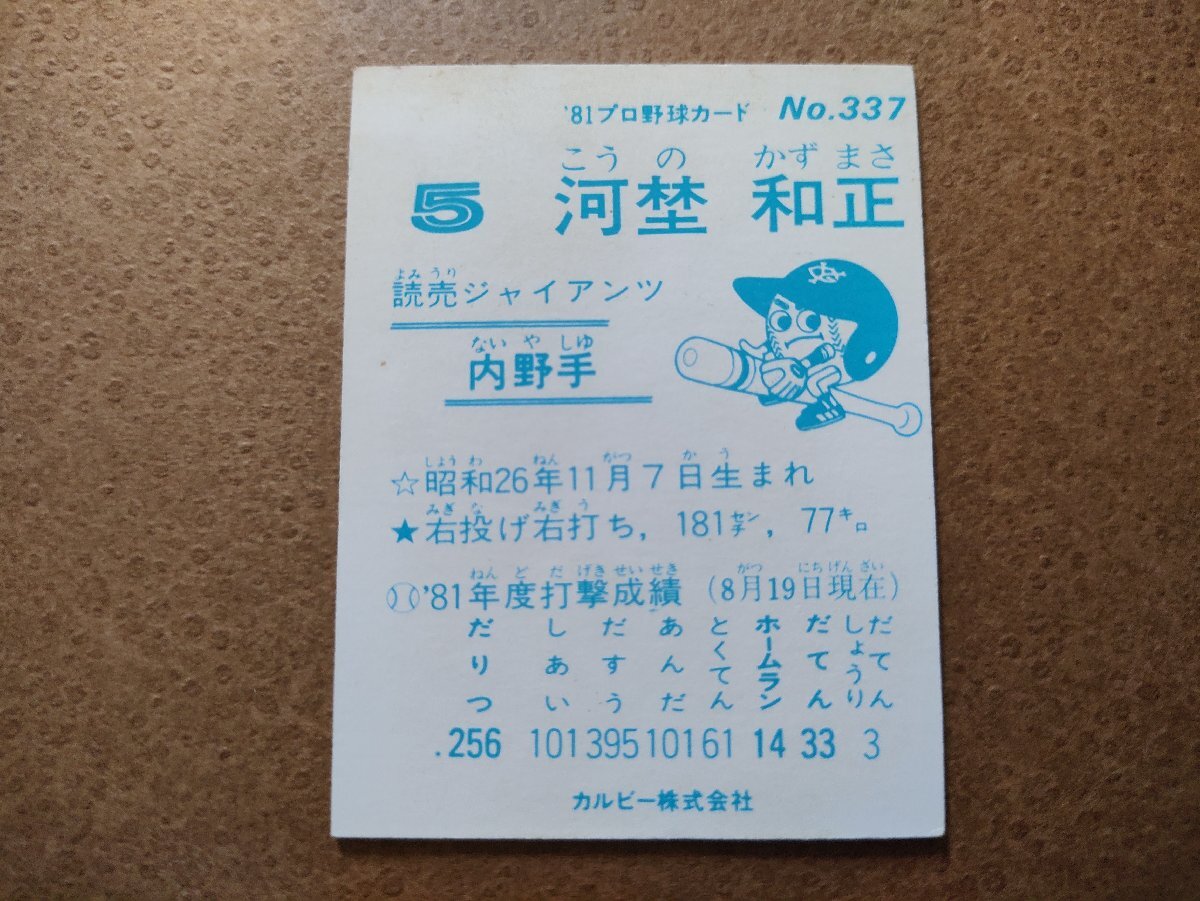 '81プロ野球カード No.337
こうの かずまさ
5 河埜 和正
よみうり
読売ジャイアンツ
ないやしゆ
内野手
しようわ ねん がつ かう
☆昭和26年11月7日生まれ
みぎな みぎう
★右投げ右打ち, 181センチ, 77キロ
ねんどだげきせいせき がつ にちげんざい
'81年度打撃成績 (8月19日現在)
だりつ しあい だすう あんだ とくてん ホームラン だてん しょうりだてん
.256 101 395 101 61 14 33 3
カルビー株式会社